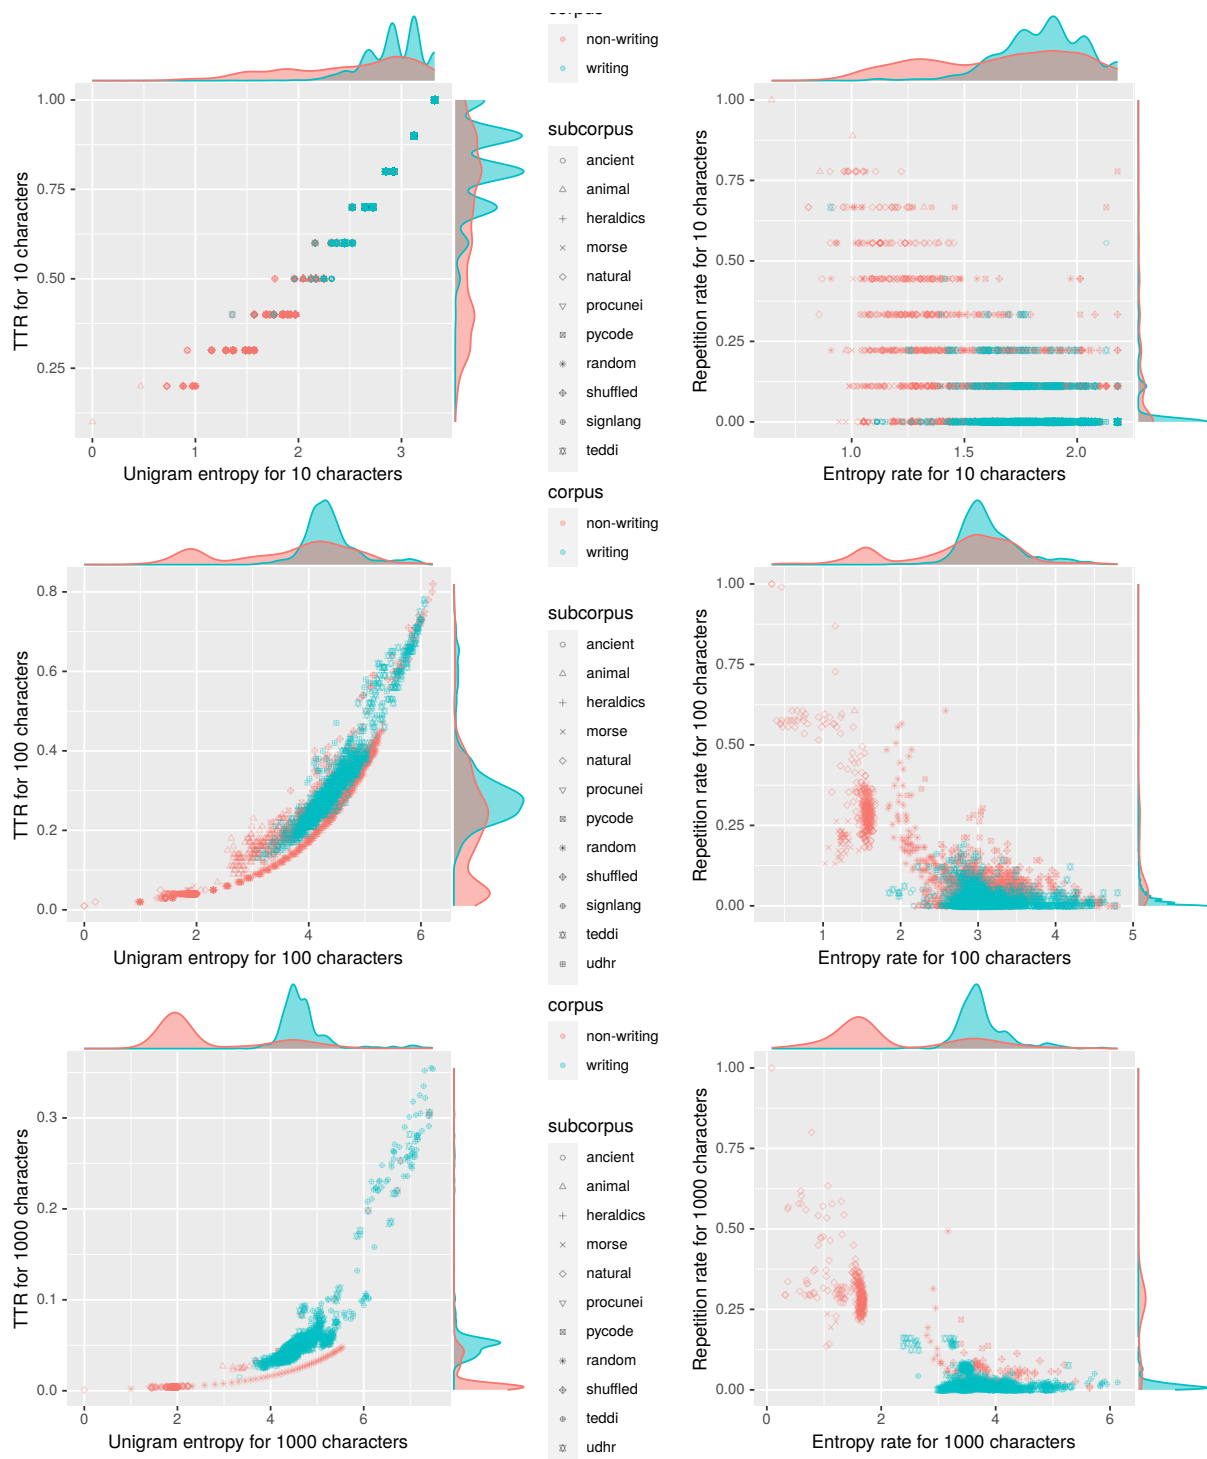 corpus
non-writing
writing
1.00
0.75
0.50
0.25
TTR for 10 characters
0
1
2
3
Unigram entropy for 10 characters
subcorpus
ancient
animal
heraldics
morse
natural
procunei
pycode
random
shuffled
signlang
teddi
1.00
0.75
0.50
0.25
0.00
Repetition rate for 10 characters
1.0
1.5
2.0
Entropy rate for 10 characters
0.8
0.6
0.4
0.2
0.0
TTR for 100 characters
0
2
4
6
Unigram entropy for 100 characters
corpus
non-writing
writing
subcorpus
ancient
animal
heraldics
morse
natural
procunei
pycode
random
shuffled
signlang
teddi
udhr
1.00
0.75
0.50
0.25
0.00
Repetition rate for 100 characters
1
2
3
4
5
Entropy rate for 100 characters
0.3
0.2
0.1
0.0
TTR for 1000 characters
0
2
4
6
Unigram entropy for 1000 characters
corpus
non-writing
writing
subcorpus
ancient
animal
heraldics
morse
natural
procunei
pycode
random
shuffled
teddi
udhr
1.00
0.75
0.50
0.25
0.00
Repetition rate for 1000 characters
0
2
4
6
Entropy rate for 1000 characters